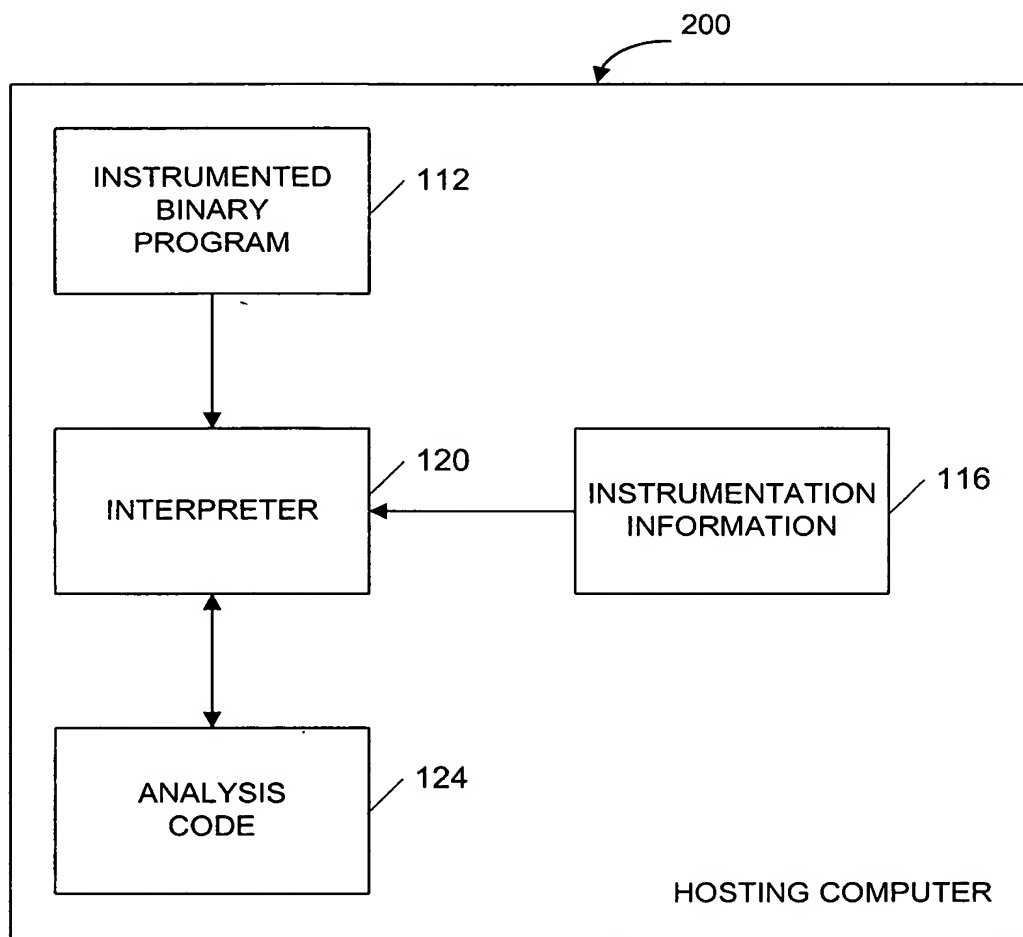 200
INSTRUMENTED
BINARY
PROGRAM
112
INTERPRETER
120
INSTRUMENTATION
INFORMATION
116
ANALYSIS
CODE
124
HOSTING COMPUTER